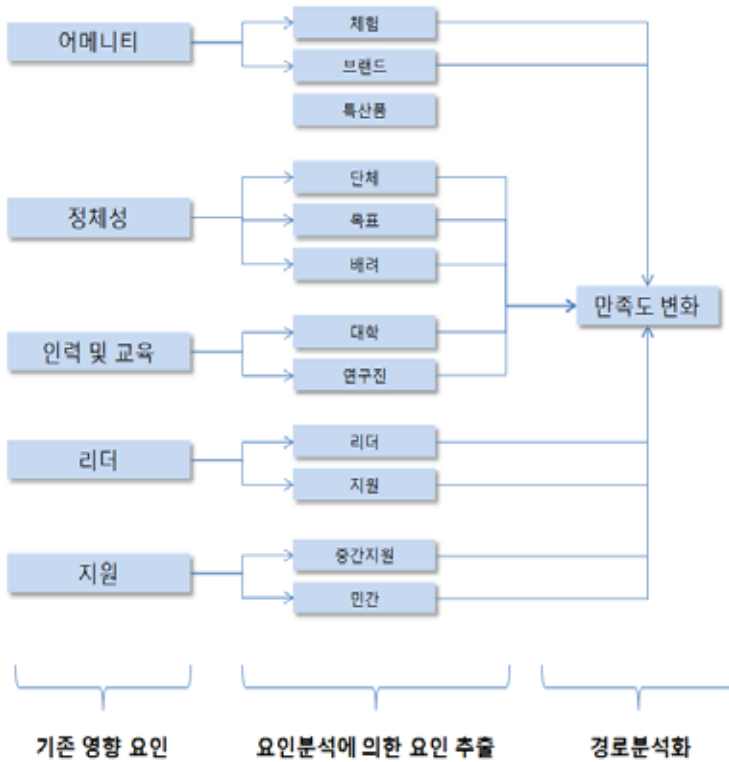 어메니티
체험
브랜드
특산품
정체성
단체
목표
배려
만족도 변화
인력 및 교육
대학
연구진
리더
리더
지원
지원
중간지원
민간
기존 영향 요인
요인분석에 의한 요인 추출
경로분석화